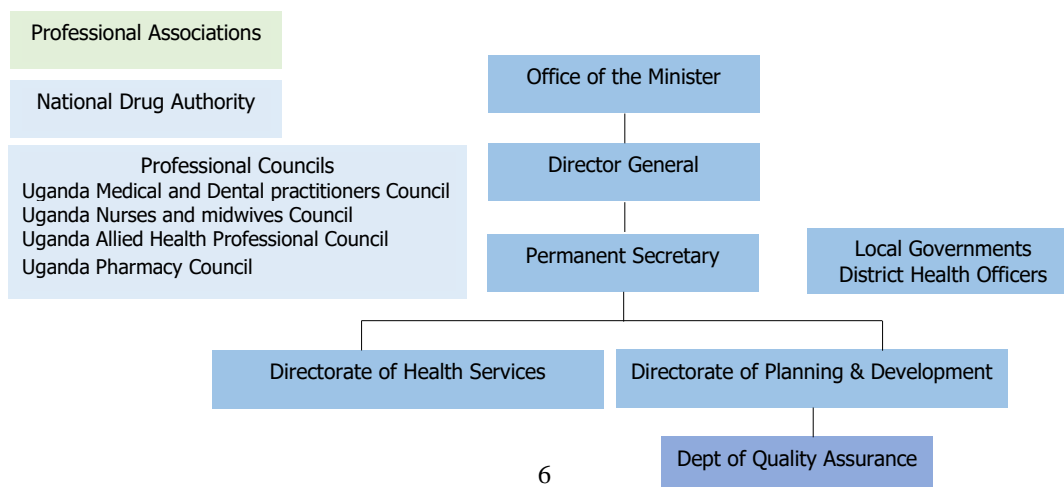 Professional Associations
National Drug Authority
Professional Councils
Uganda Medical and Dental practitioners Council
Uganda Nurses and midwives Council
Uganda Allied Health Professional Council
Uganda Pharmacy Council
Office of the Minister
Director General
Permanent Secretary
Local Governments
District Health Officers
Directorate of Health Services
Directorate of Planning & Development
Dept of Quality Assurance
6